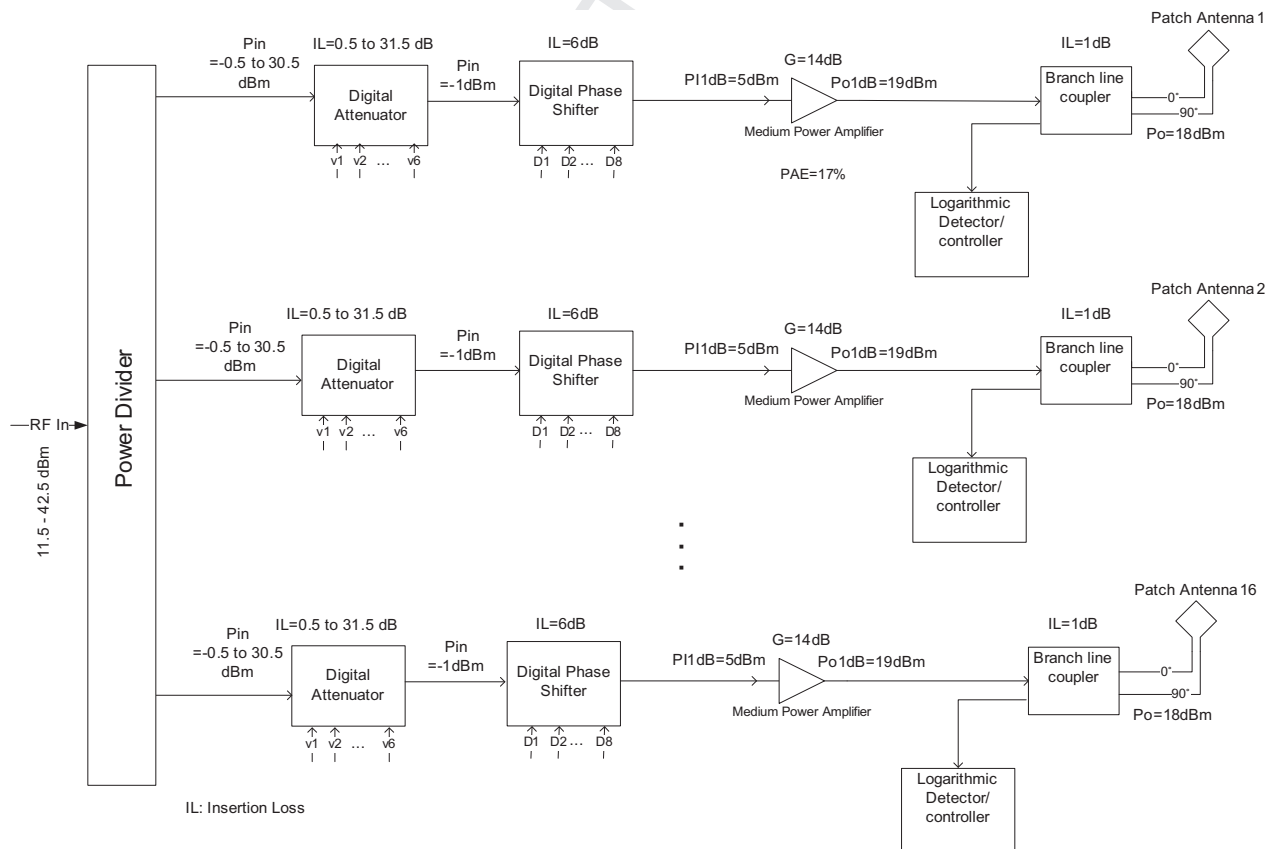 Patch Antenna 1
Pin
=-0.5 to 30.5
dBm
IL=0.5 to 31.5 dB
Digital
Attenuator
v1 v2 ... v6
Pin
=-1dBm
IL=6dB
Digital Phase
Shifter
D1 D2 ... D8
PI1dB=5dBm
G=14dB
Po1dB=19dBm
Medium Power Amplifier
PAE=17%
IL=1dB
Branch line
coupler
0°
90°
Po=18dBm
Logarithmic
Detector/
controller
Patch Antenna 2
Pin
=-0.5 to 30.5
dBm
IL=0.5 to 31.5 dB
Digital
Attenuator
v1 v2 ... v6
Pin
=-1dBm
IL=6dB
Digital Phase
Shifter
D1 D2 ... D8
PI1dB=5dBm
G=14dB
Po1dB=19dBm
Medium Power Amplifier
IL=1dB
Branch line
coupler
0°
90°
Po=18dBm
Logarithmic
Detector/
controller
Power Divider
RF In
11.5 - 42.5 dBm
Patch Antenna 16
Pin
=-0.5 to 30.5
dBm
IL=0.5 to 31.5 dB
Digital
Attenuator
v1 v2 ... v6
Pin
=-1dBm
IL=6dB
Digital Phase
Shifter
D1 D2 ... D8
PI1dB=5dBm
G=14dB
Po1dB=19dBm
Medium Power Amplifier
IL=1dB
Branch line
coupler
0°
90°
Po=18dBm
Logarithmic
Detector/
controller
IL: Insertion Loss